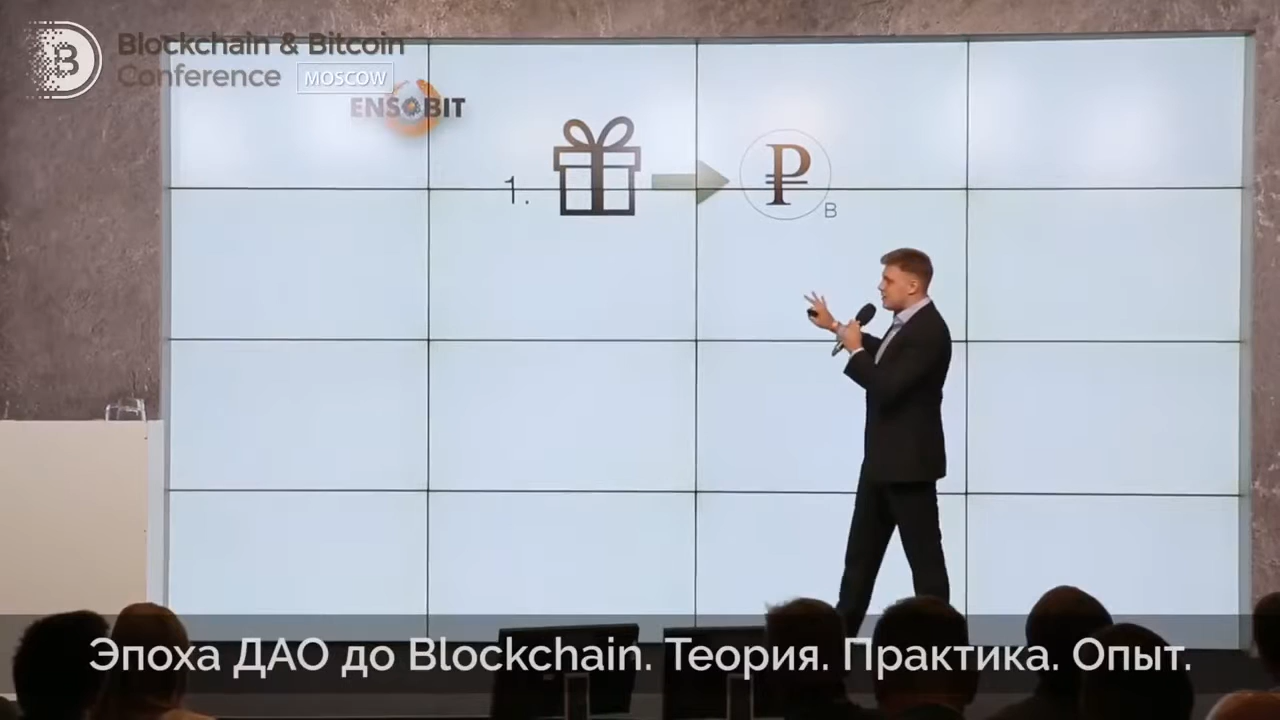 Blockchain & Bitcoin
Conference MOSCOW
ENSOBIT
1.
В
Эпоха ДАО до Blockchain. Теория. Практика. Опыт.